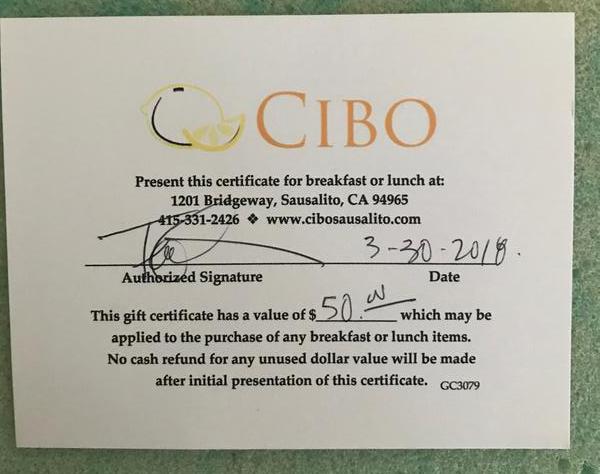 CIBO
Present this certificate for breakfast or lunch at:
1201 Bridgeway, Sausalito, CA 94965
415-331-2426 ❖ www.cibosausalito.com
3-30-2018.
Authorized Signature Date
This gift certificate has a value of $ 50.00 which may be
applied to the purchase of any breakfast or lunch items.
No cash refund for any unused dollar value will be made
after initial presentation of this certificate. GC3079